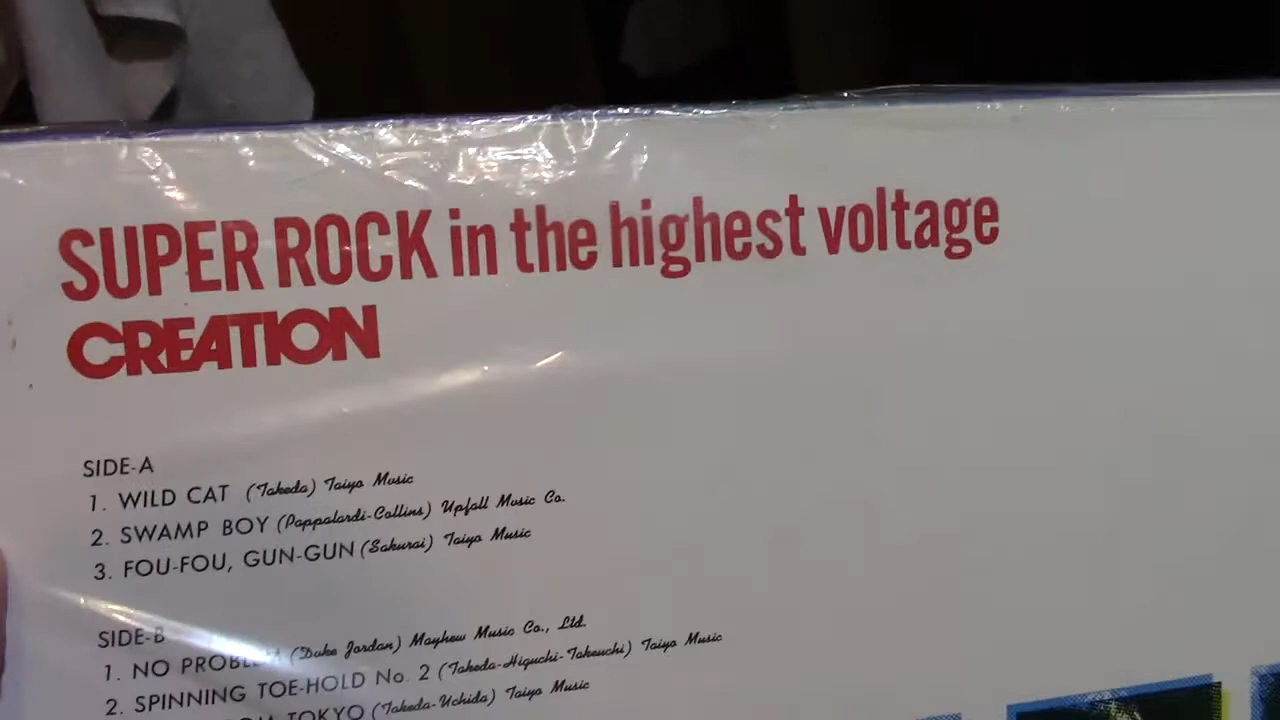 SUPER ROCK in the highest voltage
CREATION
SIDE-A
1. WILD CAT (Takeda) Taiyo Music
2. SWAMP BOY (Pappalardi-Collins) Upfall Music Co.
3. FOU-FOU, GUN-GUN (Sakurai) Taiyo Music
SIDE-B
1. NO PROBLEM (Duke Jordan) Mayhew Music Co., Ltd.
2. SPINNING TOE-HOLD No. 2 (Takeda-Higuchi-Takeuchi) Taiyo Music
TOKYO (Takeda-Uchida) Taiyo Music